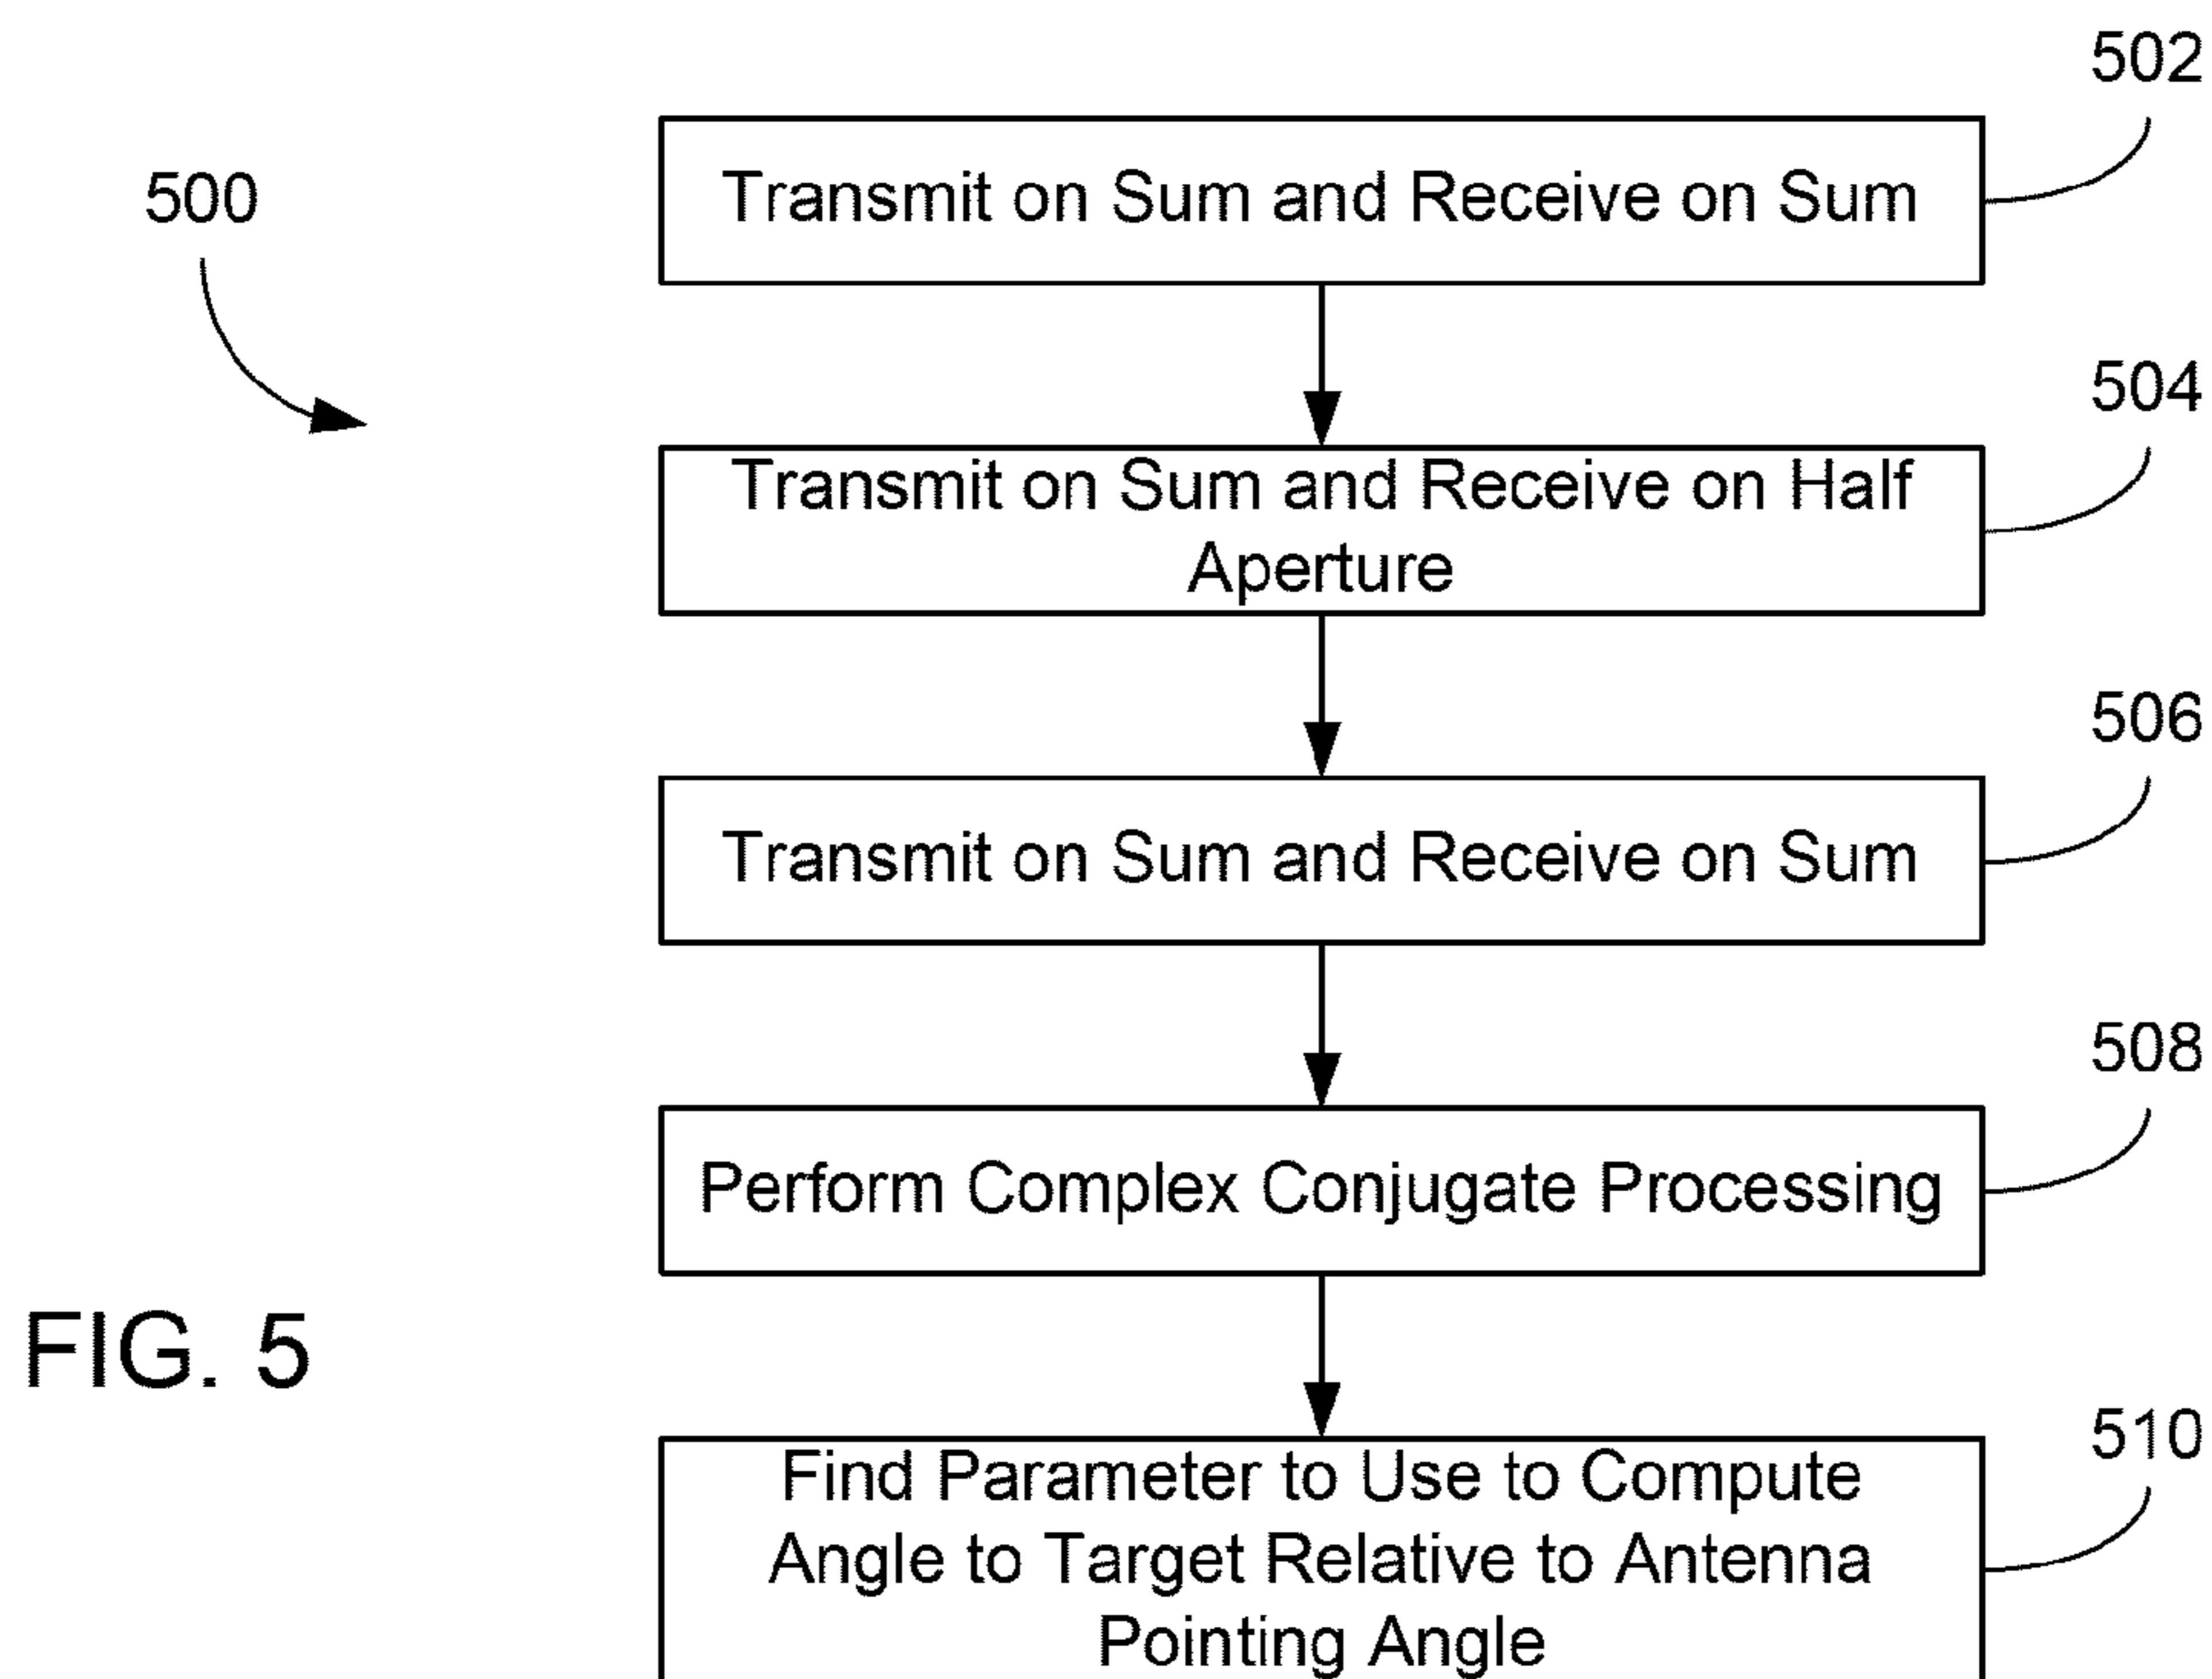 502
500
Transmit on Sum and Receive on Sum
504
Transmit on Sum and Receive on Half
Aperture
506
Transmit on Sum and Receive on Sum
508
Perform Complex Conjugate Processing
FIG. 5
510
Find Parameter to Use to Compute
Angle to Target Relative to Antenna
Pointing Angle